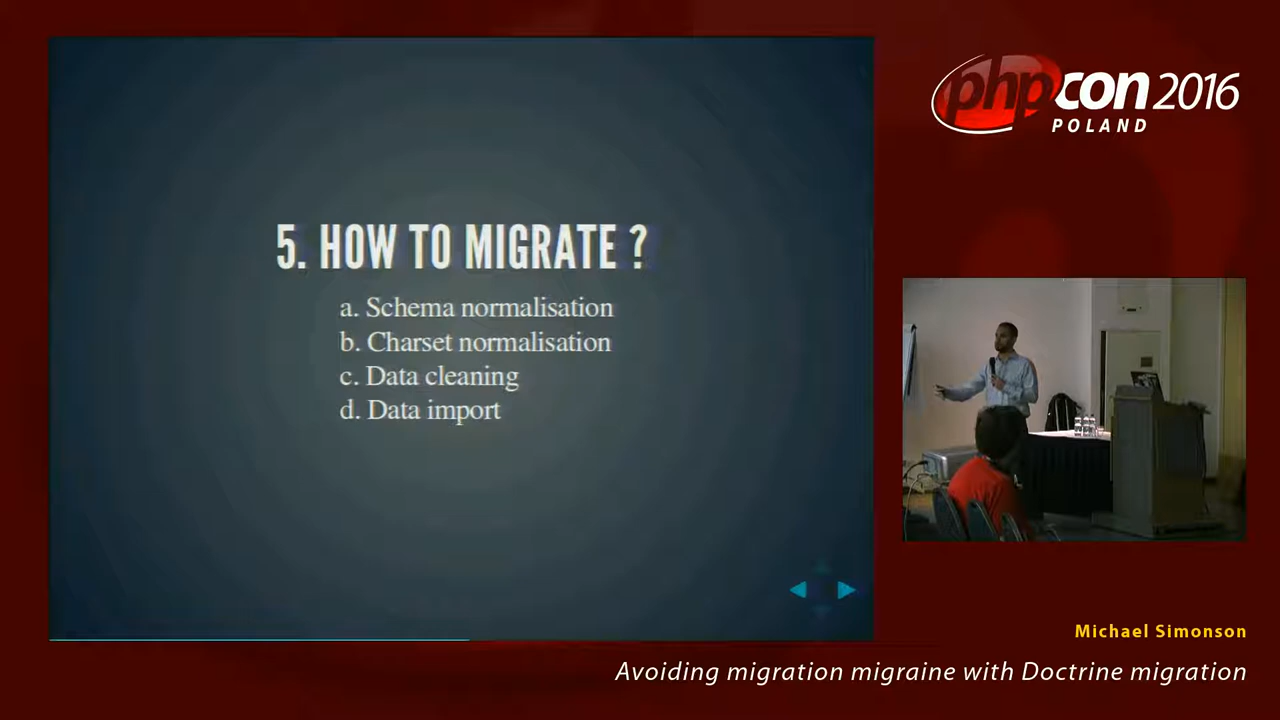 5. HOW TO MIGRATE ?
a. Schema normalisation
b. Charset normalisation
c. Data cleaning
d. Data import
phpcon 2016
POLAND
Michael Simonson
Avoiding migration migraine with Doctrine migration